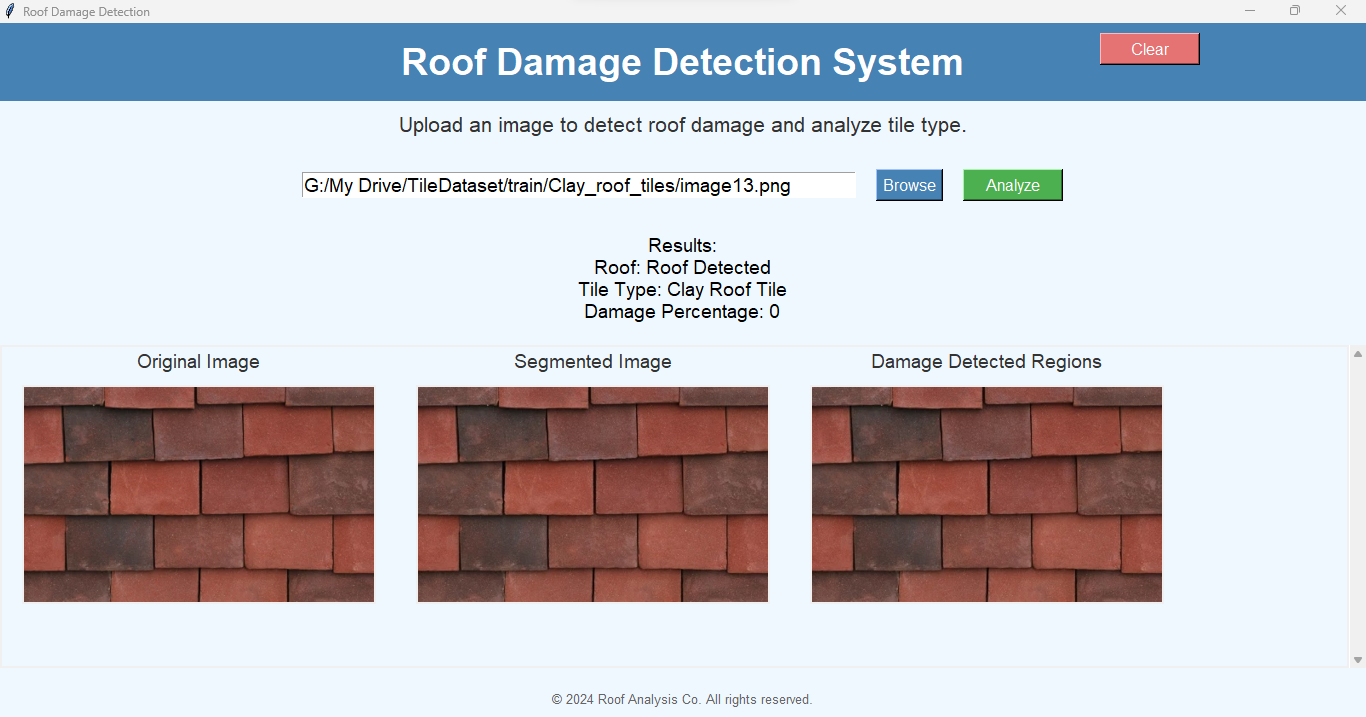 Roof Damage Detection
Roof Damage Detection System
Clear
Upload an image to detect roof damage and analyze tile type.
G:/My Drive/TileDataset/train/Clay_roof_tiles/image13.png
Browse
Analyze
Results:
Roof: Roof Detected
Tile Type: Clay Roof Tile
Damage Percentage: 0
Original Image
Segmented Image
Damage Detected Regions
© 2024 Roof Analysis Co. All rights reserved.